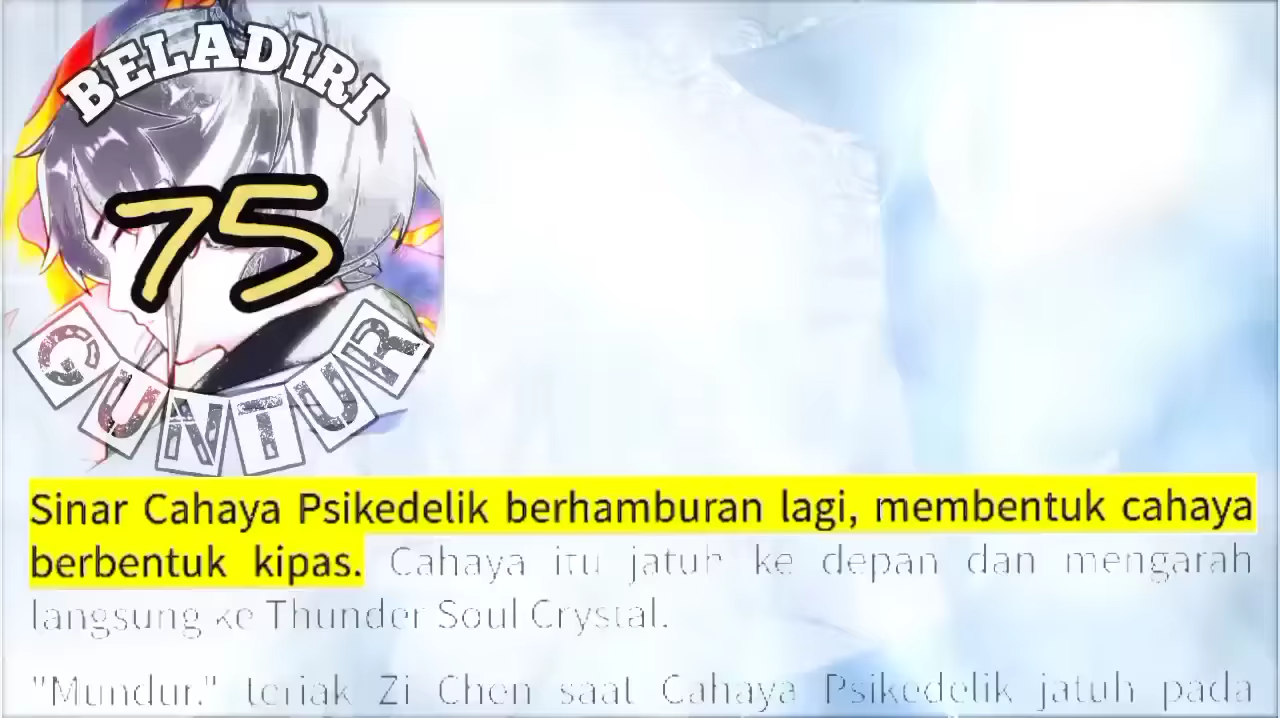 BELADIRI
75
GUNTUR
Sinar Cahaya Psikedelik berhamburan lagi, membentuk cahaya
berbentuk kipas. Cahaya itu jatuh ke depan dan mengarah
langsung ke Thunder Soul Crystal.
"Mundur." teriak Zi Chen saat Cahaya Psikedelik jatuh pada